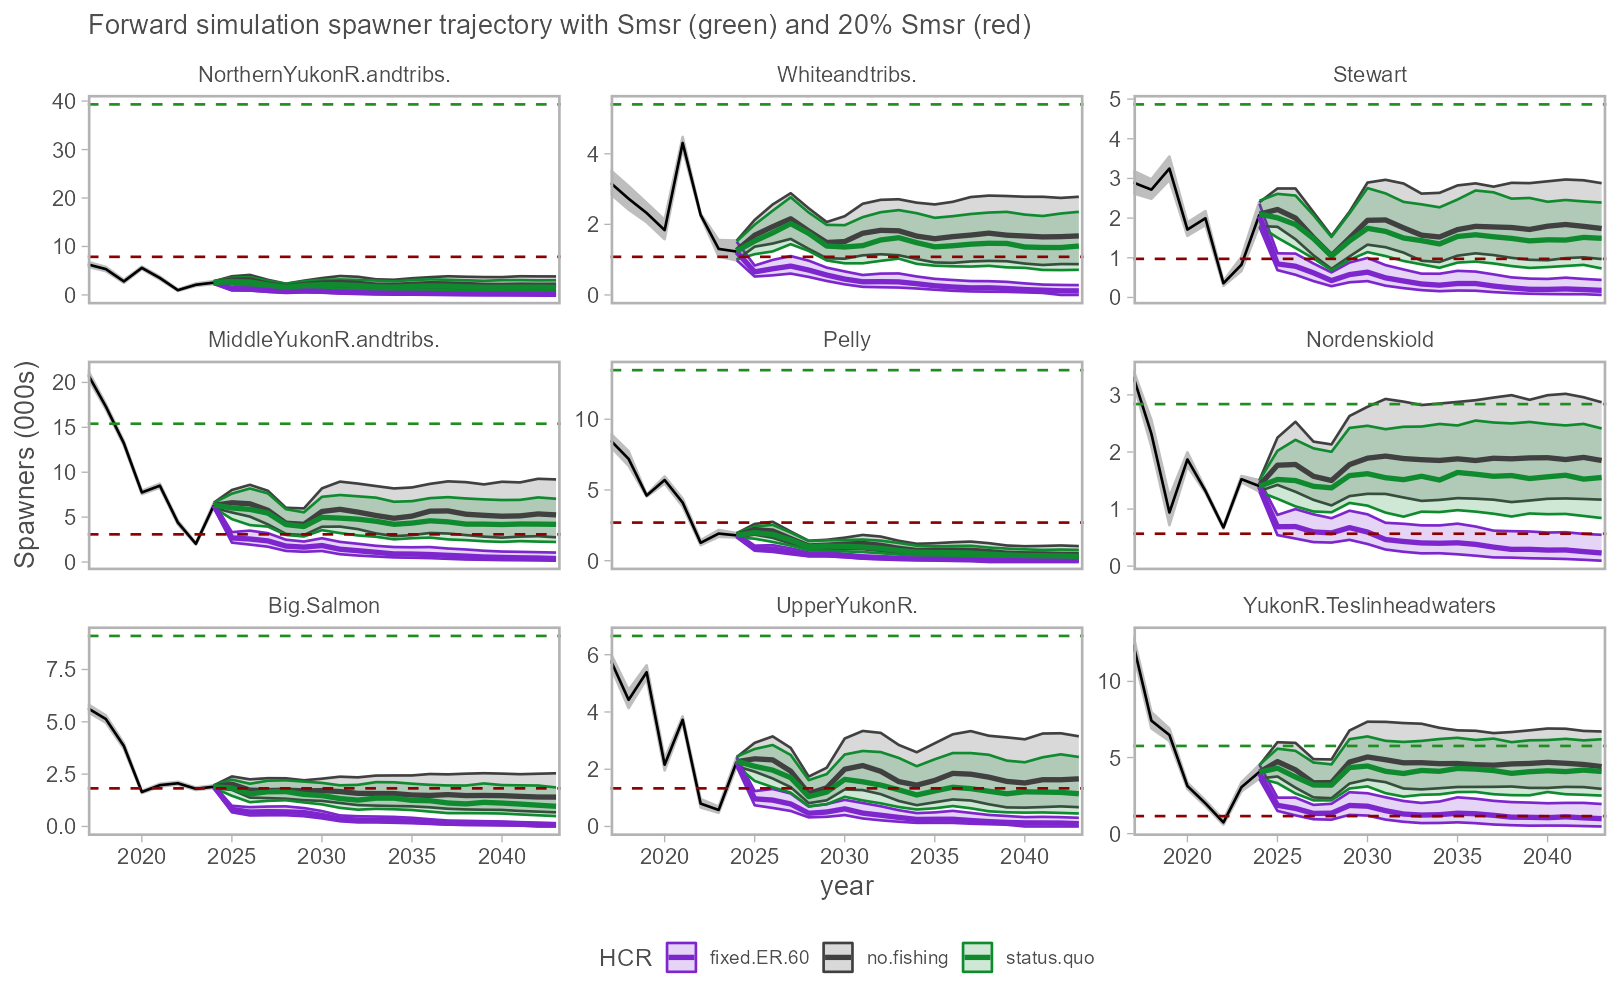 Forward simulation spawner trajectory with Smsr (green) and 20% Smsr (red)
NorthernYukonR.andtribs.
Whiteandtribs.
Stewart
40
30
20
10
0
4
2
0
5
4
3
2
1
0
MiddleYukonR.andtribs.
Pelly
Nordenskiold
Spawners (000s)
20
15
10
5
0
10
5
0
3
2
1
0
Big.Salmon
UpperYukonR.
YukonR.Teslinheadwaters
7.5
5.0
2.5
0.0
6
4
2
0
10
5
0
2020 2025 2030 2035 2040
2020 2025 2030 2035 2040
2020 2025 2030 2035 2040
year
HCR fixed.ER.60 no.fishing status.quo